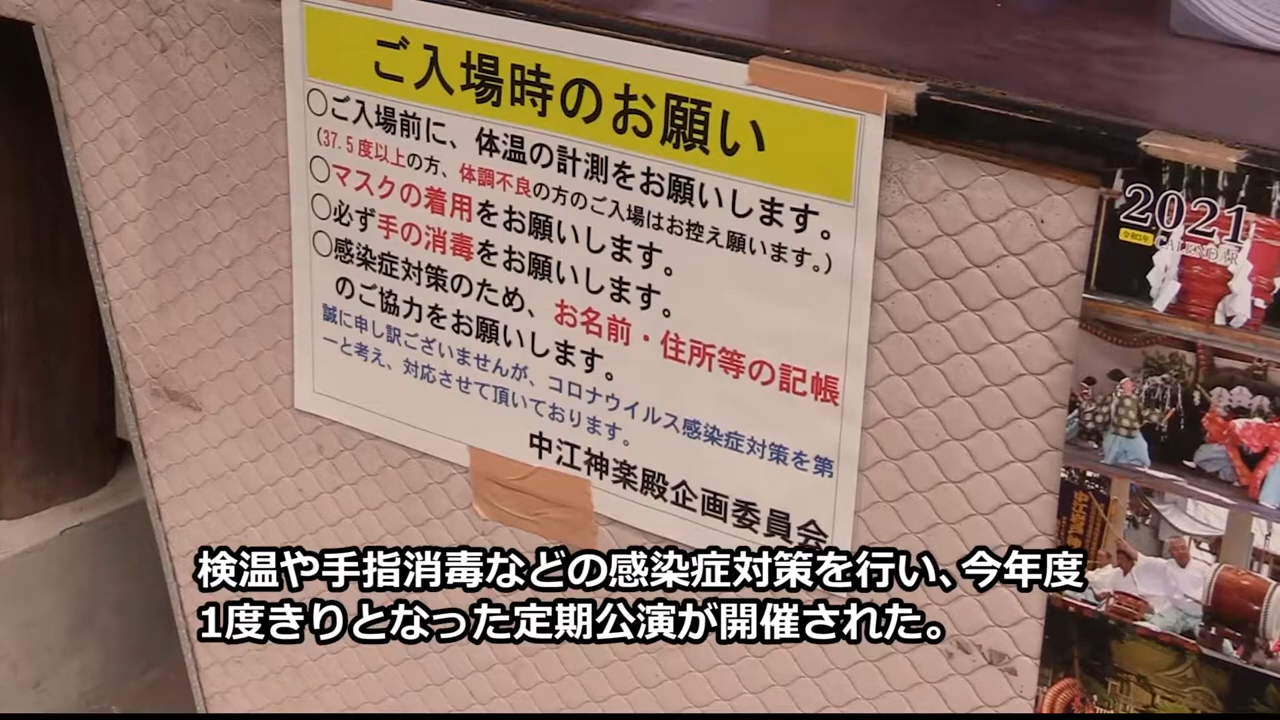 ご入場時のお願い
○ご入場前に、体温の計測をお願いします。
（37.5度以上の方、体調不良の方のご入場はお控え願います。）
○マスクの着用をお願いします。
○必ず手の消毒をお願いします。
○感染症対策のため、お名前・住所等の記帳
のご協力をお願いします。
誠に申し訳ございませんが、コロナウイルス感染症対策を第
一と考え、対応させて頂いております。
中江神楽殿企画委員会
2021
令和3年
検温や手指消毒などの感染症対策を行い、今年度
1度きりとなった定期公演が開催された。